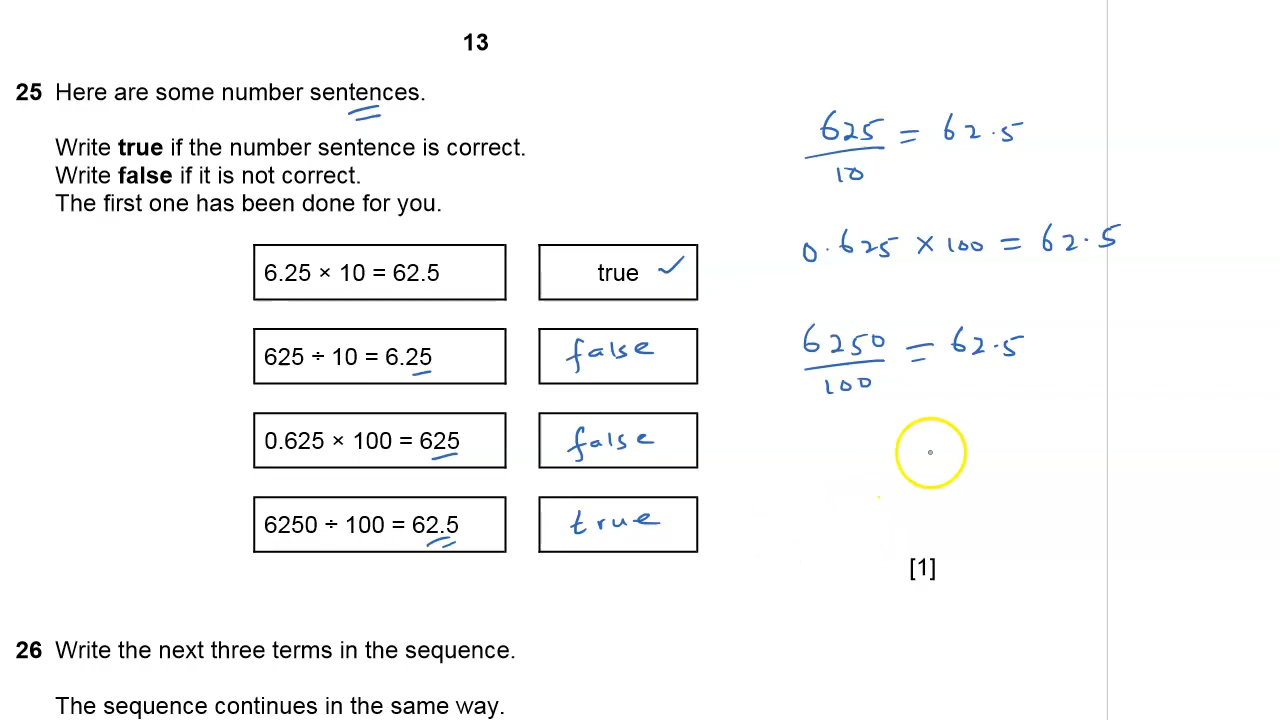 13
25 Here are some number sentences.
Write true if the number sentence is correct.
Write false if it is not correct.
The first one has been done for you.
6.25 × 10 = 62.5 true ✓
625 ÷ 10 = 6.25 false
0.625 × 100 = 625 false
6250 ÷ 100 = 62.5 true
625
10
= 62.5
0.625 × 100 = 62.5
6250
100
= 62.5
[1]
26 Write the next three terms in the sequence.
The sequence continues in the same way.